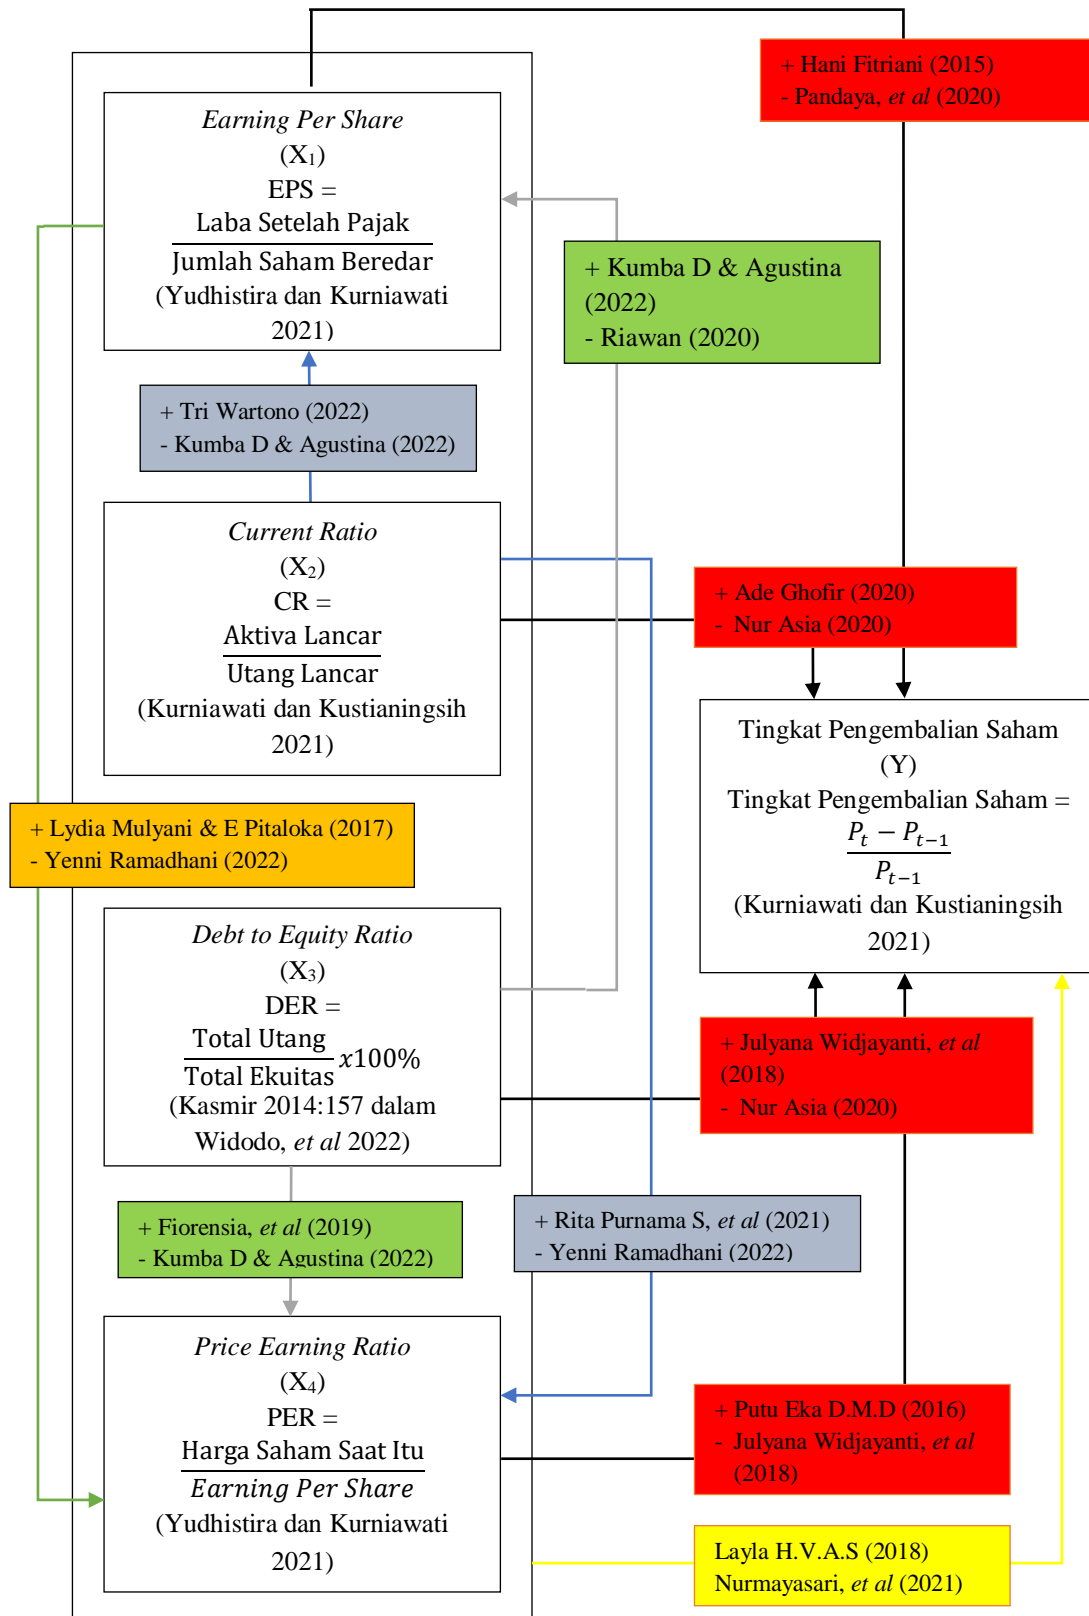 + Hani Fitriani (2015)
- Pandaya, et al (2020)
Earning Per Share
(X1)
EPS =
Laba Setelah Pajak
Jumlah Saham Beredar
(Yudhistira dan Kurniawati
2021)
+ Kumba D & Agustina
(2022)
- Riawan (2020)
+ Tri Wartono (2022)
- Kumba D & Agustina (2022)
Current Ratio
(X2)
CR =
Aktiva Lancar
Utang Lancar
(Kurniawati dan Kustianingsih
2021)
+ Ade Ghofir (2020)
- Nur Asia (2020)
Tingkat Pengembalian Saham
(Y)
Tingkat Pengembalian Saham =
Pt − Pt−1
Pt−1
(Kurniawati dan Kustianingsih
2021)
+ Lydia Mulyani & E Pitaloka (2017)
- Yenni Ramadhani (2022)
Debt to Equity Ratio
(X3)
DER =
Total Utang
Total Ekuitas
x100%
(Kasmir 2014:157 dalam
Widodo, et al 2022)
+ Julyana Widjayanti, et al
(2018)
- Nur Asia (2020)
+ Fiorensia, et al (2019)
- Kumba D & Agustina (2022)
+ Rita Purnama S, et al (2021)
- Yenni Ramadhani (2022)
Price Earning Ratio
(X4)
PER =
Harga Saham Saat Itu
Earning Per Share
(Yudhistira dan Kurniawati
2021)
+ Putu Eka D.M.D (2016)
- Julyana Widjayanti, et al
(2018)
Layla H.V.A.S (2018)
Nurmayasari, et al (2021)